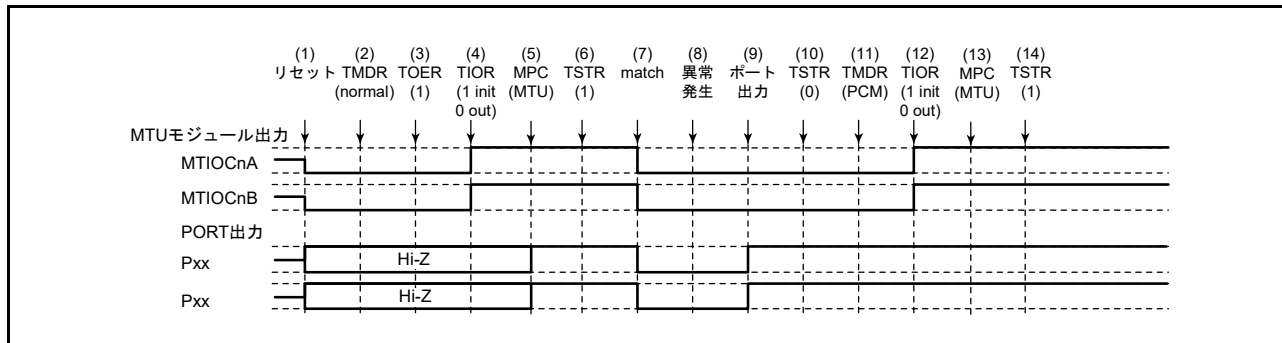 (1) (2) (3) (4) (5) (6) (7) (8) (9) (10) (11) (12) (13) (14)
リセット TMDR TOER TIOR MPC TSTR match 異常 ポート TSTR TMDR TIOR MPC TSTR
(normal) (1) (1 init (MTU) (1) 発生 出力 (0) (PCM) (1 init (MTU) (1)
0 out) 0 out)
MTUモジュール出力
MTIOCnA
MTIOCnB
PORT出力
Pxx Hi-Z
Pxx Hi-Z